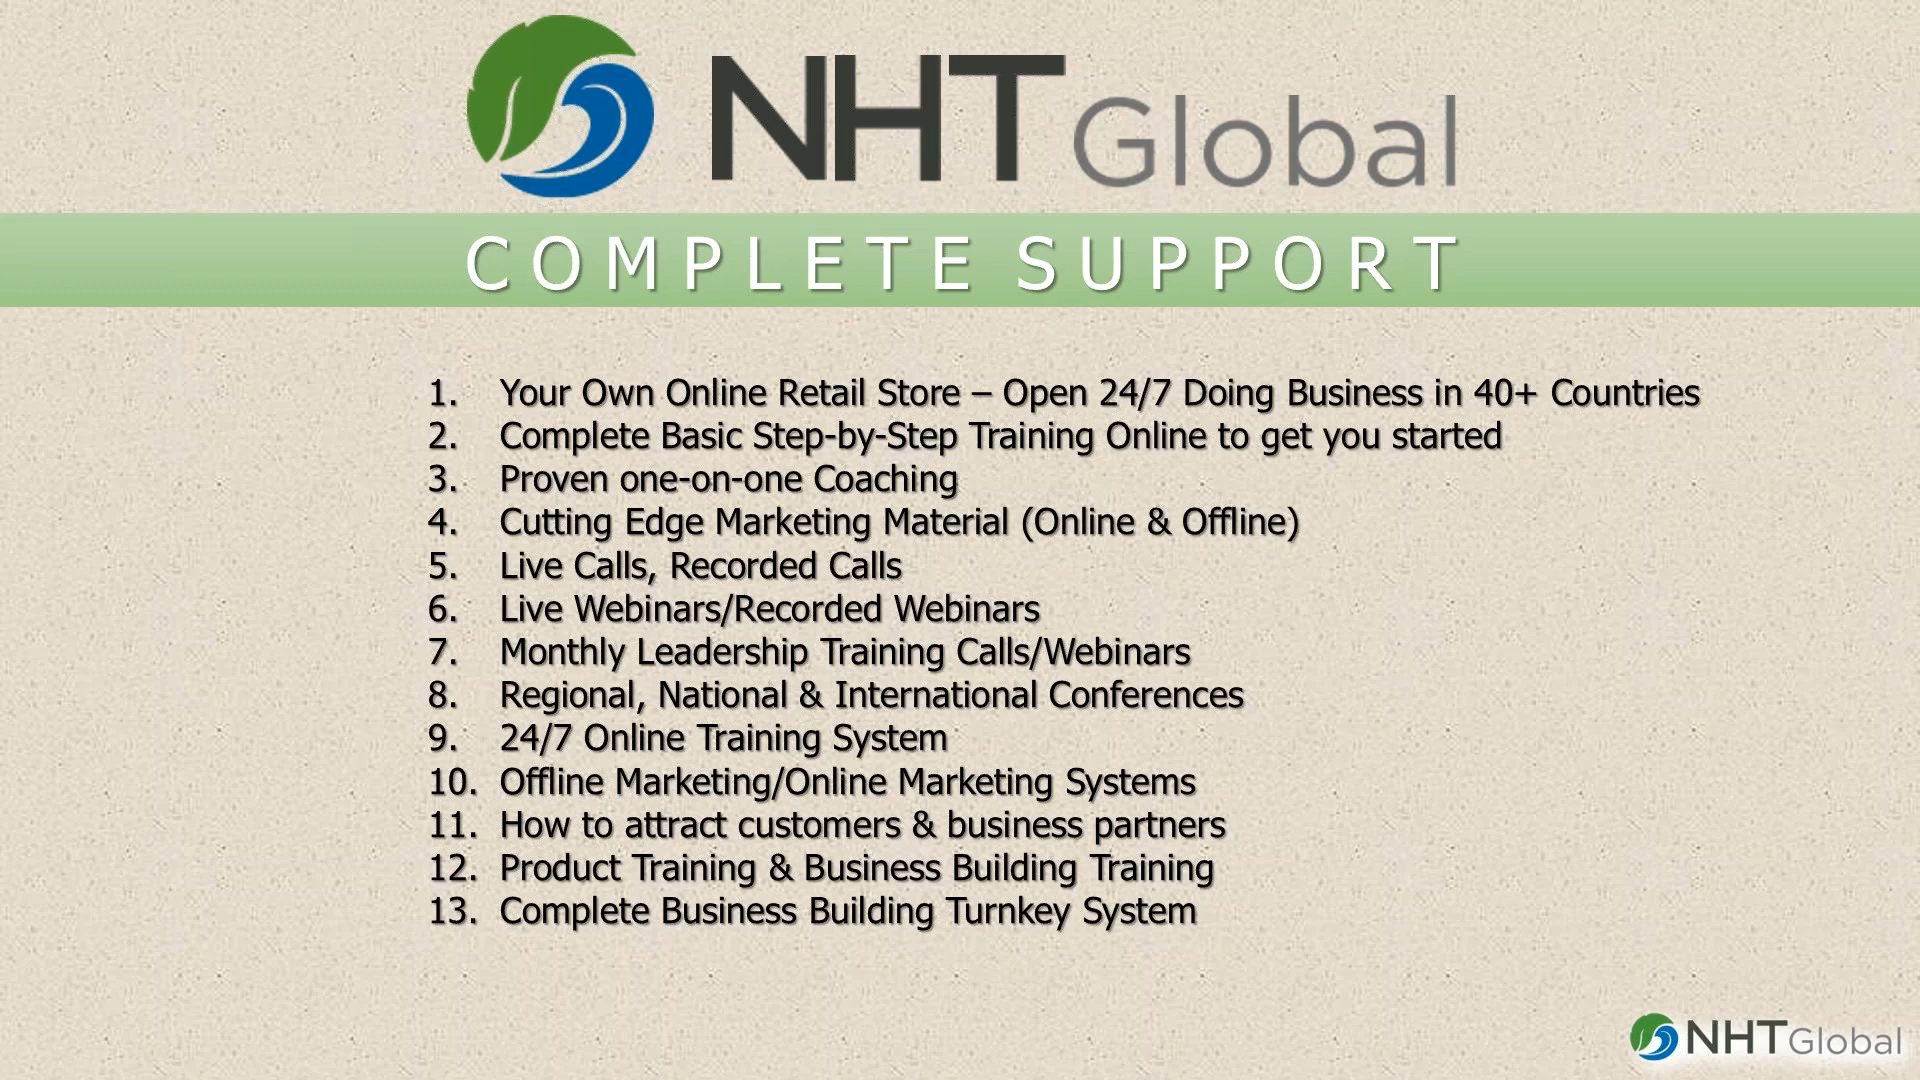 NHT Global
COMPLETE SUPPORT
1. Your Own Online Retail Store – Open 24/7 Doing Business in 40+ Countries
2. Complete Basic Step-by-Step Training Online to get you started
3. Proven one-on-one Coaching
4. Cutting Edge Marketing Material (Online & Offline)
5. Live Calls, Recorded Calls
6. Live Webinars/Recorded Webinars
7. Monthly Leadership Training Calls/Webinars
8. Regional, National & International Conferences
9. 24/7 Online Training System
10. Offline Marketing/Online Marketing Systems
11. How to attract customers & business partners
12. Product Training & Business Building Training
13. Complete Business Building Turnkey System
NHT Global